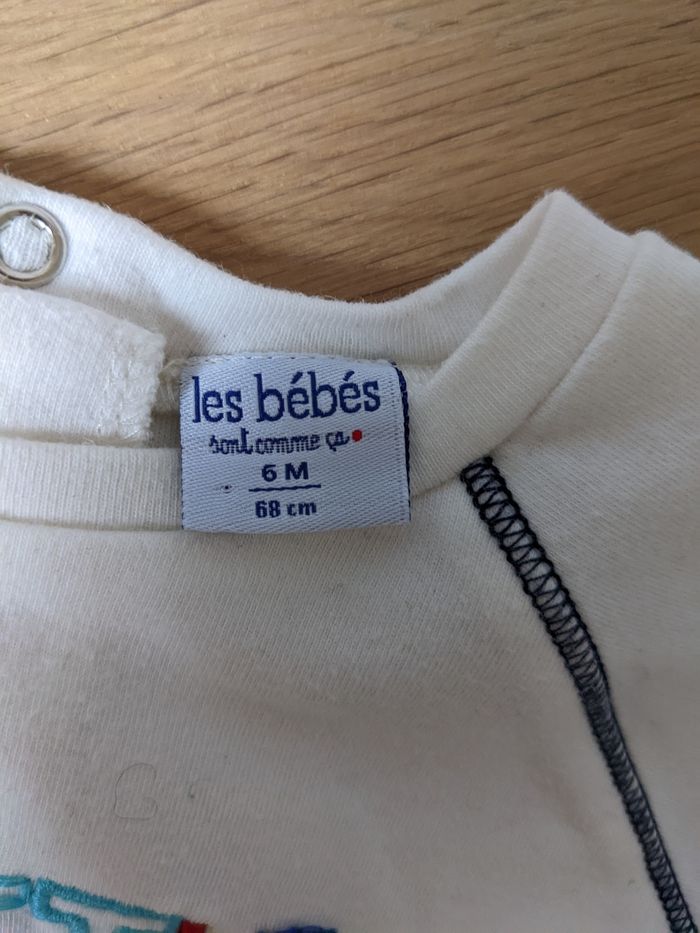 les bébés
sont comme ça
6 M
68 cm